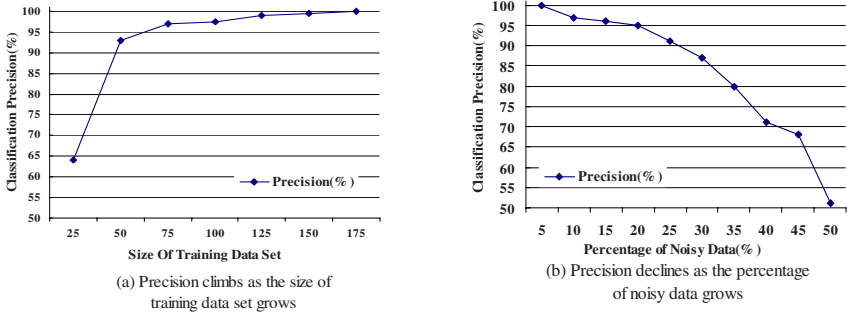 100
95
90
85
80
75
70
65
60
55
50
Classification Precision(%)
Precision(%)
25 50 75 100 125 150 175
Size Of Training Data Set
(a) Precision climbs as the size of
training data set grows
100
95
90
85
80
75
70
65
60
55
50
Classification Precision(%)
Precision(%)
5 10 15 20 25 30 35 40 45 50
Percentage of Noisy Data(%)
(b) Precision declines as the percentage
of noisy data grows